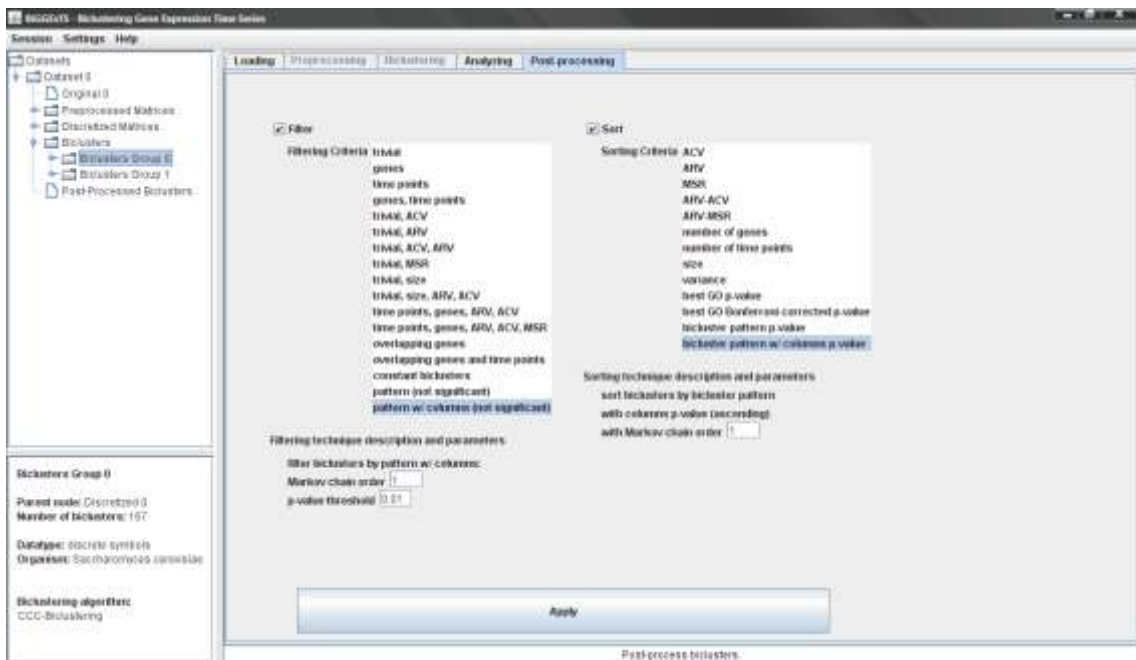 BiGGEsTS - Biclustering Gene Expression Time Series
Session Settings Help
Datasets
Dataset 0
Original 0
Preprocessed Matrices
Discretized Matrices
Biclusters
Biclusters Group 0
Biclusters Group 1
Post-Processed Biclusters
Biclusters Group 0
Parent node: Discretized 0
Number of biclusters: 167
Datatype: discrete symbols
Organism: Saccharomyces cerevisiae
Biclustering algorithm:
CCC-Biclustering
Loading Preprocessing Biclustering Analyzing Post-processing
Filter
Filtering Criteria trivial
genes
time points
genes, time points
trivial, ACV
trivial, ARV
trivial, ACV, ARV
trivial, MSR
trivial, size
trivial, size, ARV, ACV
time points, genes, ARV, ACV
time points, genes, ARV, ACV, MSR
overlapping genes
overlapping genes and time points
constant biclusters
pattern (not significant)
pattern w/ columns (not significant)
Filtering technique description and parameters
filter biclusters by pattern w/ columns:
Markov chain order 1
p-value threshold 0.01
Sort
Sorting Criteria ACV
ARV
MSR
ARV-ACV
ARV-MSR
number of genes
number of time points
size
variance
best GO p-value
best GO Bonferroni-corrected p-value
bicluster pattern p-value
bicluster pattern w/ columns p-value
Sorting technique description and parameters
sort biclusters by bicluster pattern
with columns p-value (ascending)
with Markov chain order 1
Apply
Post-process biclusters.